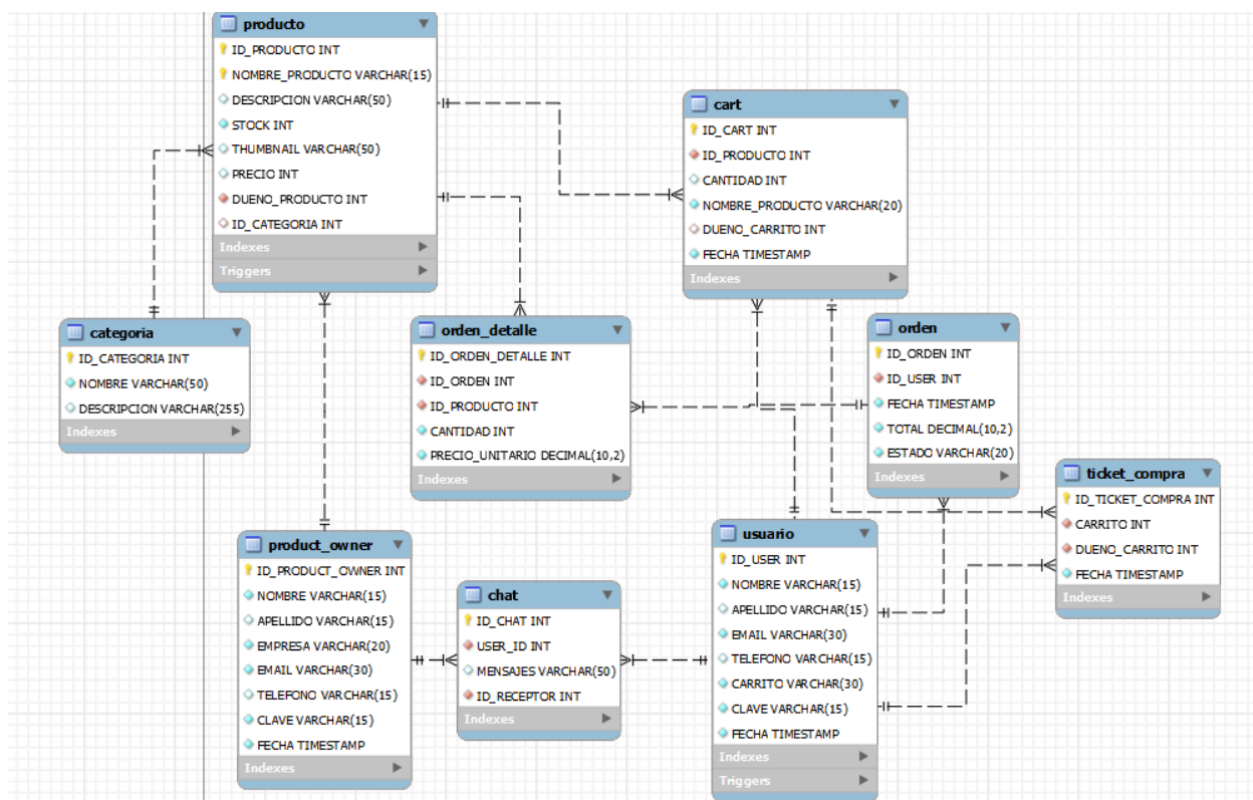 producto
ID_PRODUCTO INT
NOMBRE_PRODUCTO VARCHAR(15)
DESCRIPCION VARCHAR(50)
STOCK INT
THUMBNAIL VARCHAR(50)
PRECIO INT
DUENO_PRODUCTO INT
ID_CATEGORIA INT
Indexes
Triggers
cart
ID_CART INT
ID_PRODUCTO INT
CANTIDAD INT
NOMBRE_PRODUCTO VARCHAR(20)
DUENO_CARRITO INT
FECHA TIMESTAMP
Indexes
categoria
ID_CATEGORIA INT
NOMBRE VARCHAR(50)
DESCRIPCION VARCHAR(255)
Indexes
orden_detalle
ID_ORDEN_DETALLE INT
ID_ORDEN INT
ID_PRODUCTO INT
CANTIDAD INT
PRECIO_UNITARIO DECIMAL(10,2)
Indexes
orden
ID_ORDEN INT
ID_USER INT
FECHA TIMESTAMP
TOTAL DECIMAL(10,2)
ESTADO VARCHAR(20)
Indexes
ticket_compra
ID_TICKET_COMPRA INT
CARRITO INT
DUENO_CARRITO INT
FECHA TIMESTAMP
Indexes
product_owner
ID_PRODUCT_OWNER INT
NOMBRE VARCHAR(15)
APELLIDO VARCHAR(15)
EMPRESA VARCHAR(20)
EMAIL VARCHAR(30)
TELEFONO VARCHAR(15)
CLAVE VARCHAR(15)
FECHA TIMESTAMP
Indexes
chat
ID_CHAT INT
USER_ID INT
MENSAJES VARCHAR(50)
ID_RECEPTOR INT
Indexes
usuario
ID_USER INT
NOMBRE VARCHAR(15)
APELLIDO VARCHAR(15)
EMAIL VARCHAR(30)
TELEFONO VARCHAR(15)
CARRITO VARCHAR(30)
CLAVE VARCHAR(15)
FECHA TIMESTAMP
Indexes
Triggers